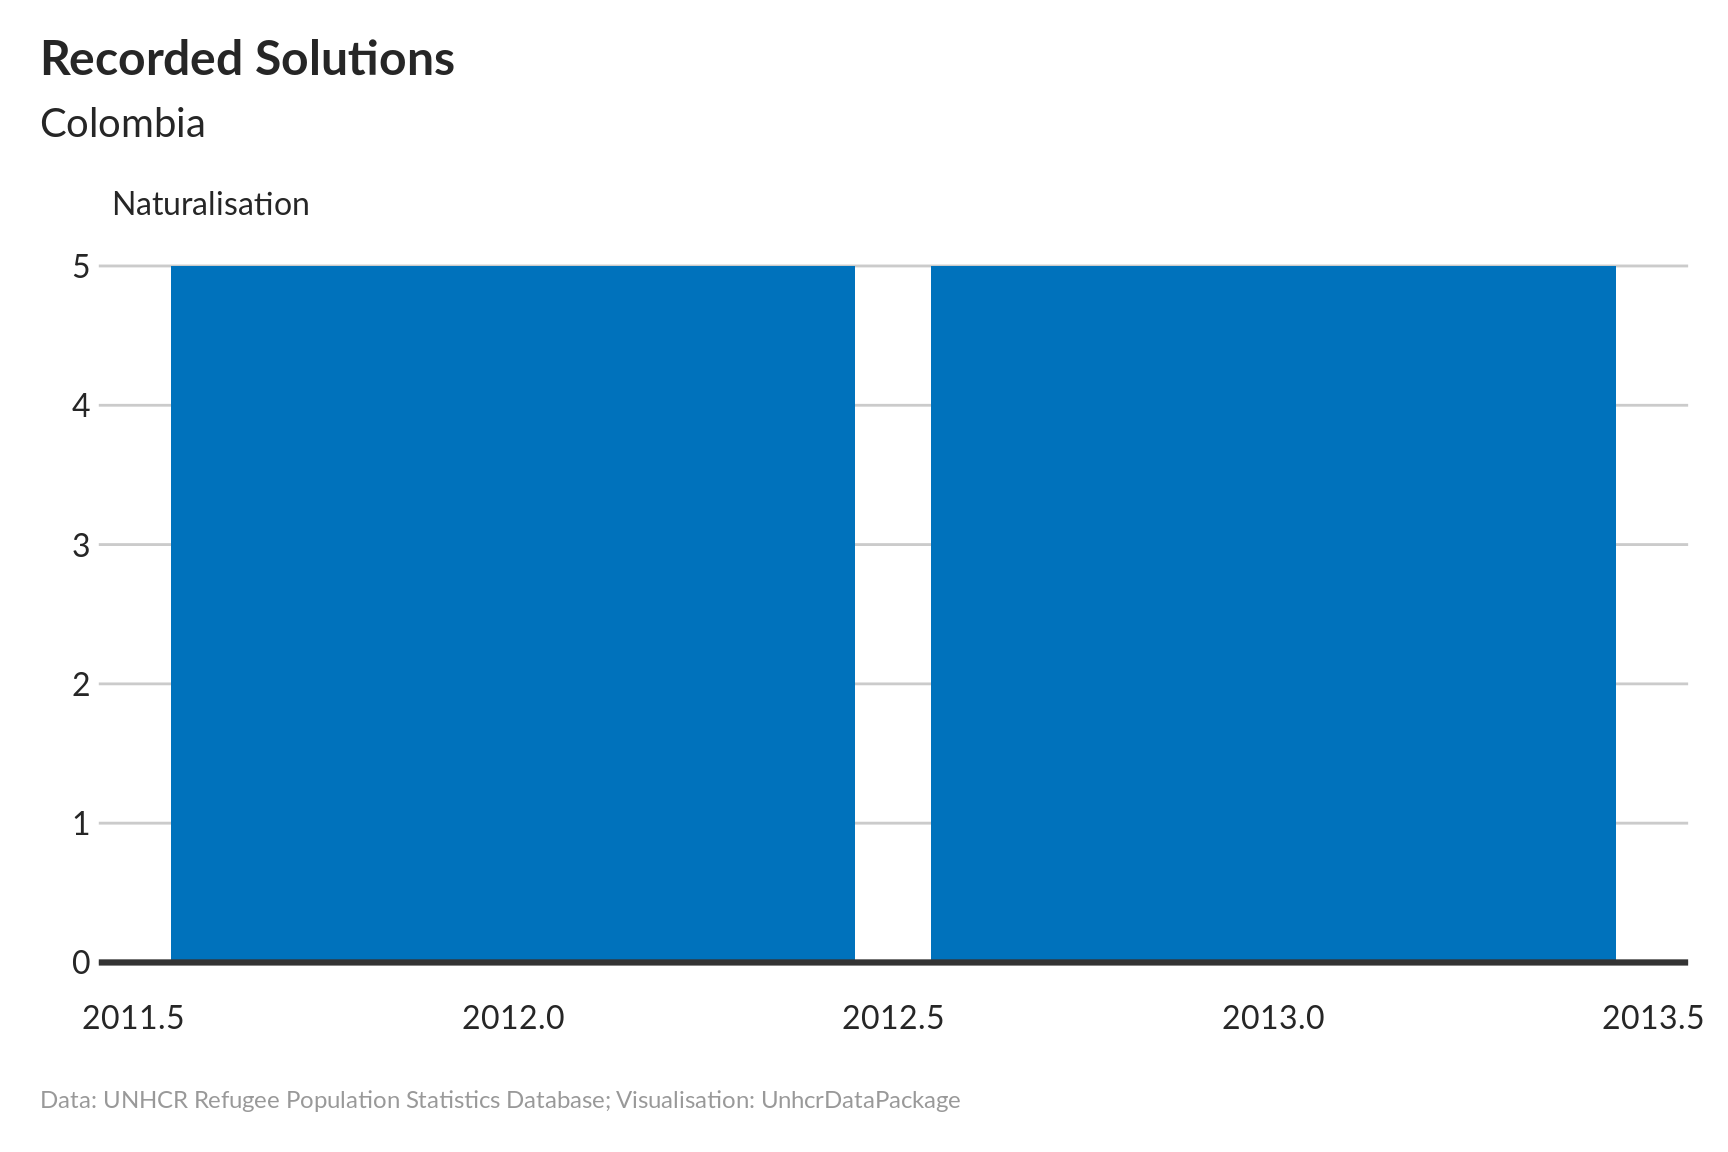 Recorded Solutions
Colombia
Naturalisation
5
4
3
2
1
0
2011.5 2012.0 2012.5 2013.0 2013.5
Data: UNHCR Refugee Population Statistics Database; Visualisation: UnhcrDataPackage